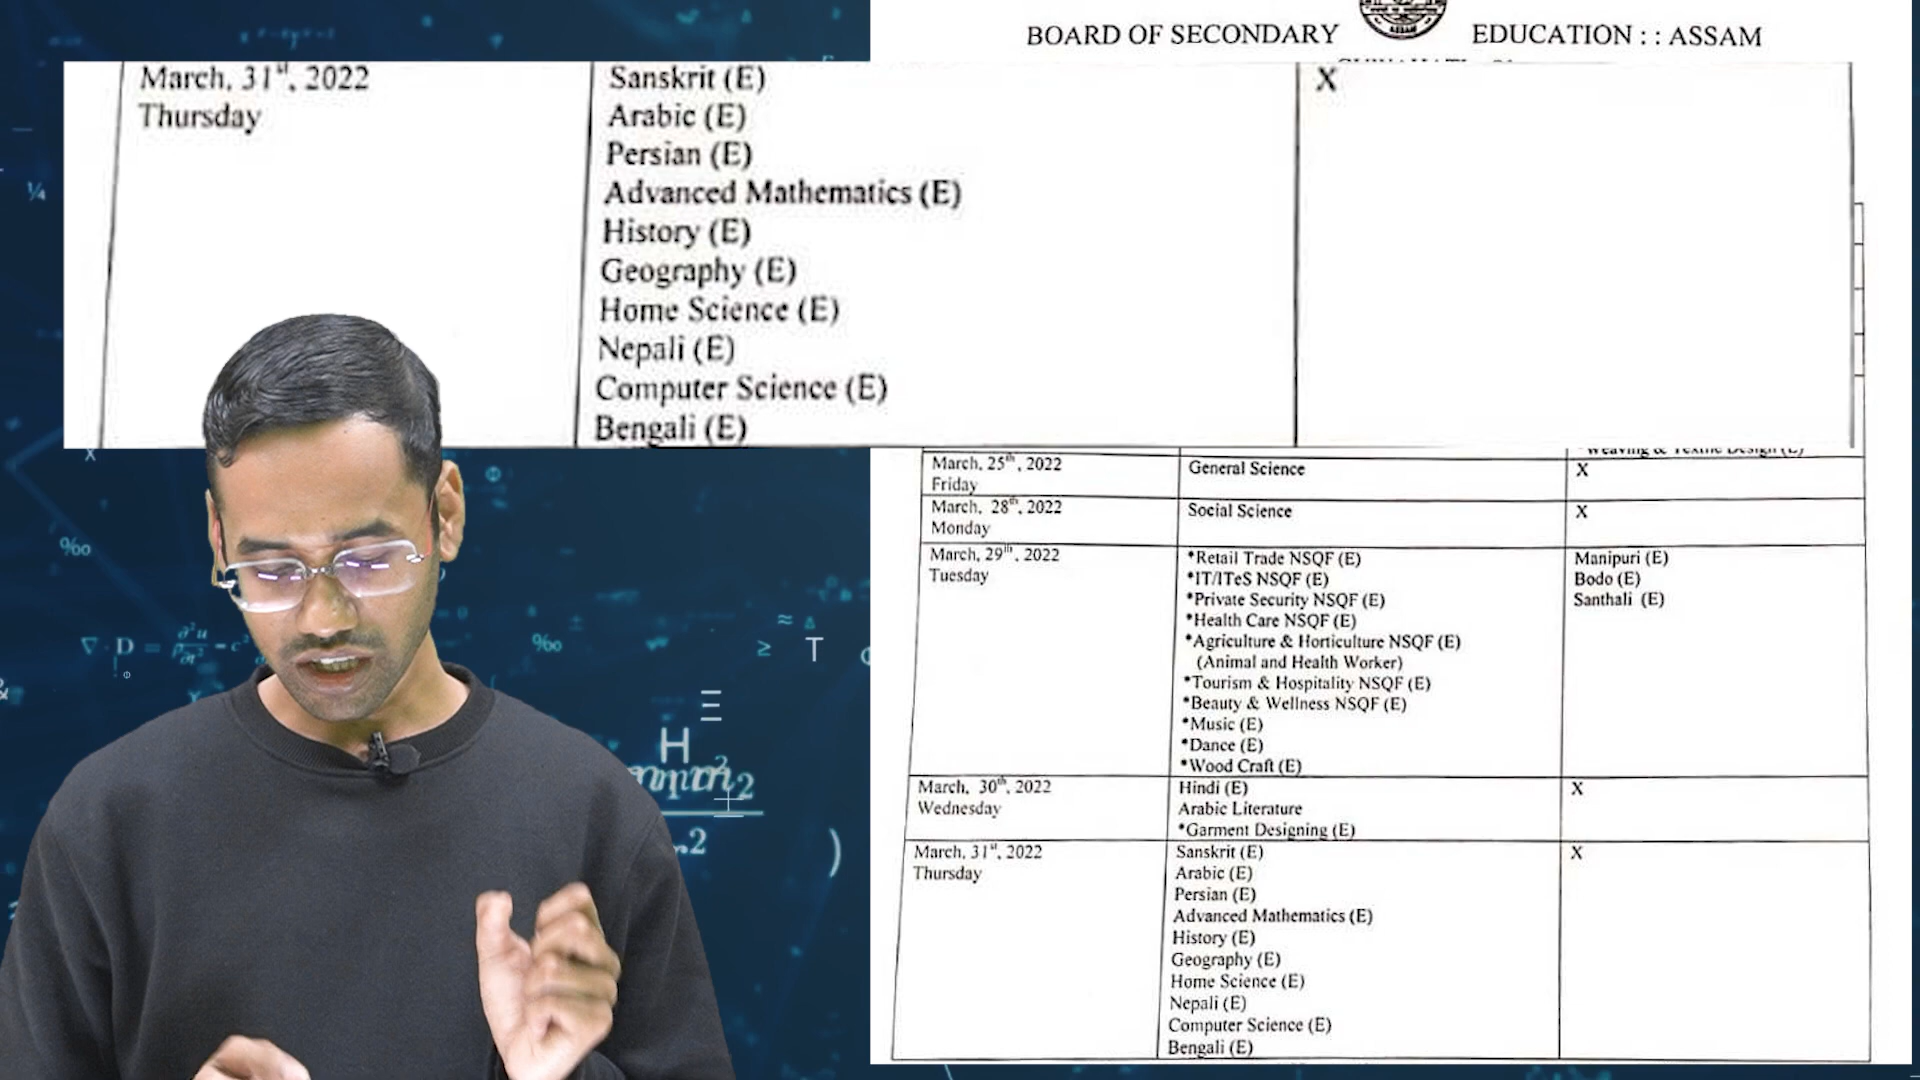 BOARD OF SECONDARY EDUCATION : : ASSAM
ASSAM
March, 31st, 2022
Thursday
Sanskrit (E)
Arabic (E)
Persian (E)
Advanced Mathematics (E)
History (E)
Geography (E)
Home Science (E)
Nepali (E)
Computer Science (E)
Bengali (E)
X
March, 25th, 2022
Friday
General Science
X
March, 28th, 2022
Monday
Social Science
X
March, 29th, 2022
Tuesday
*Retail Trade NSQF (E)
*IT/ITeS NSQF (E)
*Private Security NSQF (E)
*Health Care NSQF (E)
*Agriculture & Horticulture NSQF (E)
(Animal and Health Worker)
*Tourism & Hospitality NSQF (E)
*Beauty & Wellness NSQF (E)
*Music (E)
*Dance (E)
*Wood Craft (E)
Manipuri (E)
Bodo (E)
Santhali (E)
March, 30th, 2022
Wednesday
Hindi (E)
Arabic Literature
*Garment Designing (E)
X
March, 31st, 2022
Thursday
Sanskrit (E)
Arabic (E)
Persian (E)
Advanced Mathematics (E)
History (E)
Geography (E)
Home Science (E)
Nepali (E)
Computer Science (E)
Bengali (E)
X